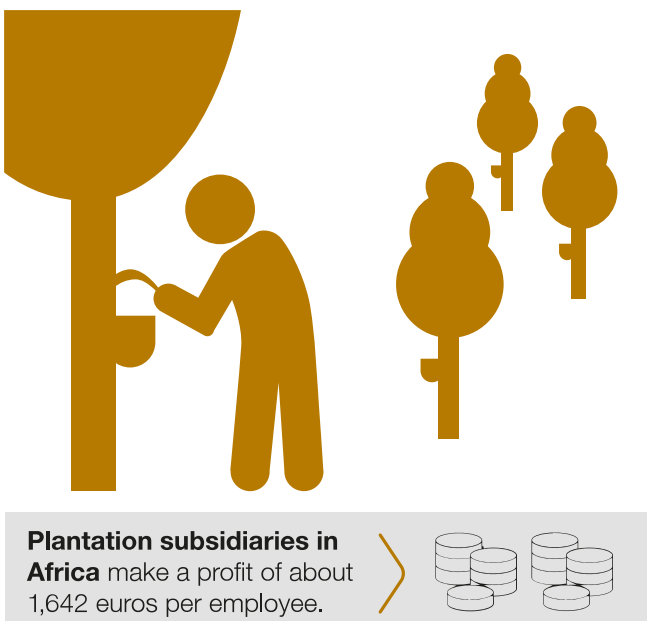 Plantation subsidiaries in
Africa make a profit of about
1,642 euros per employee.